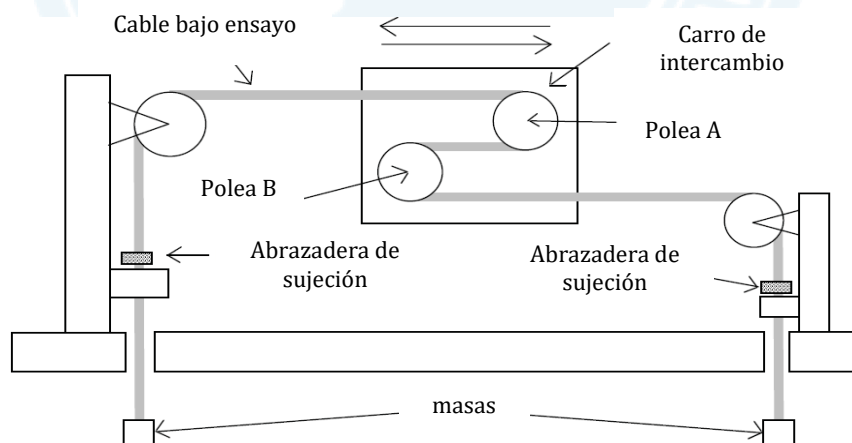 Cable bajo ensayo
Carro de
intercambio
Polea A
Polea B
Abrazadera de
sujeción
Abrazadera de
sujeción
masas